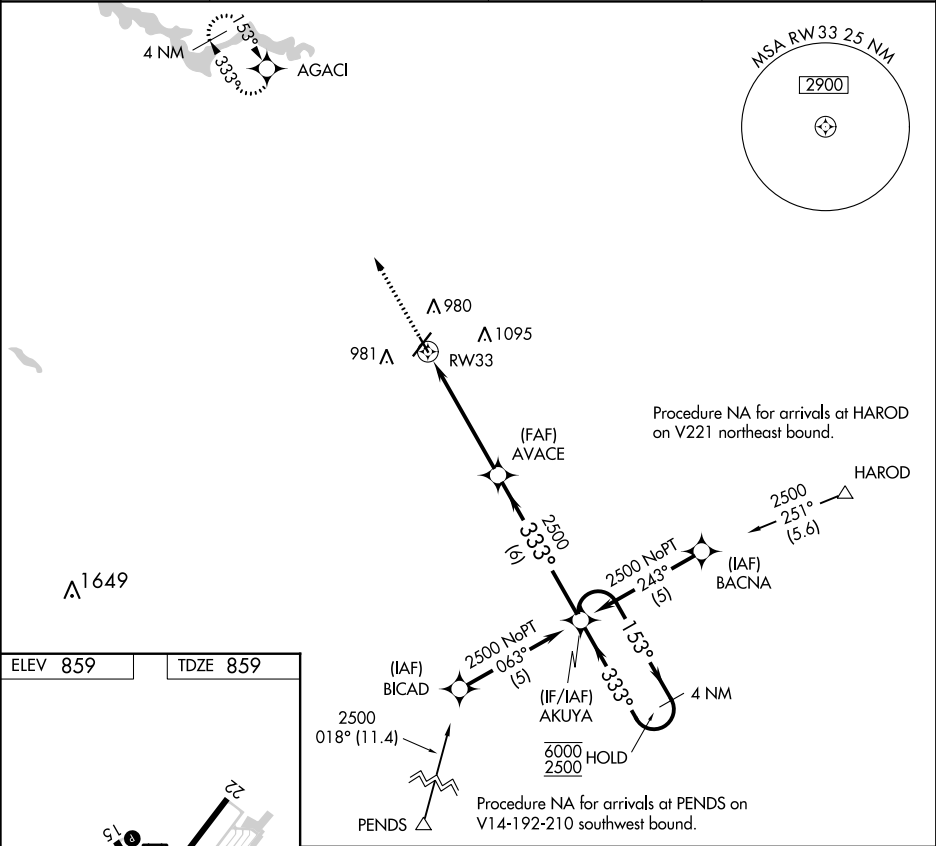 4 NM
153°
333°
AGACI
MSA RW33 25 NM
2900
980
1095
981
RW33
Procedure NA for arrivals at HAROD
on V221 northeast bound.
(FAF)
AVACE
HAROD
2500
251°
(5.6)
2500
333°
(6)
2500 NoPT
243°
(5)
(IAF)
BACNA
1649
153°
333°
4 NM
2500 NoPT
063°
(5)
(IAF)
BICAD
(IF/IAF)
AKUYA
ELEV 859
TDZE 859
2500
018° (11.4)
6000
2500
HOLD
Procedure NA for arrivals at PENDS on
V14-192-210 southwest bound.
PENDS
22
15
P